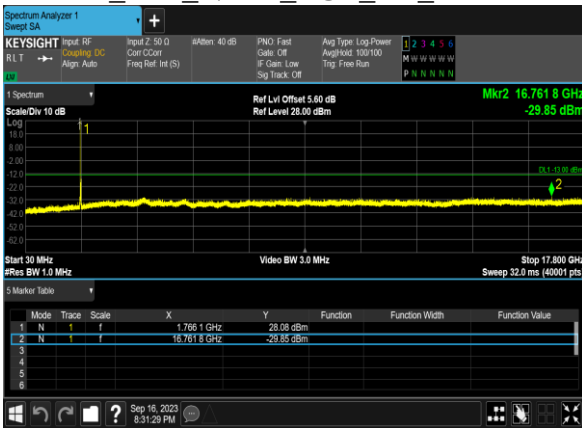 Spectrum Analyzer 1
Swept SA
+
KEYSIGHT Input: RF Input Z: 50 Ω #Atten: 40 dB PNO: Fast Avg Type: Log-Power 1 2 3 4 5 6
RLT Coupling: DC Corr CCorr Gate: Off Avg|Hold: 100/100 M W W W W W
Align: Auto Freq Ref: Int (S) IF Gain: Low Trig: Free Run
Sig Track: Off P N N N N N
LW
1 Spectrum Ref Lvl Offset 5.60 dB Mkr2 16.761 8 GHz
Scale/Div 10 dB Ref Level 28.00 dBm -29.85 dBm
Log
18.0
8.00
-2.00
-12.0
-22.0
-32.0
-42.0
-52.0
-62.0
1
DL1 -13.00 dBm
2
Start 30 MHz Video BW 3.0 MHz Stop 17.800 GHz
#Res BW 1.0 MHz Sweep 32.0 ms (40001 pts
5 Marker Table
Mode Trace Scale X Y Function Function Width Function Value
1 N 1 f 1.766 1 GHz 28.08 dBm
2 N 1 f 16.761 8 GHz -29.85 dBm
3
4
5
6
? Sep 16, 2023
8:31:29 PM